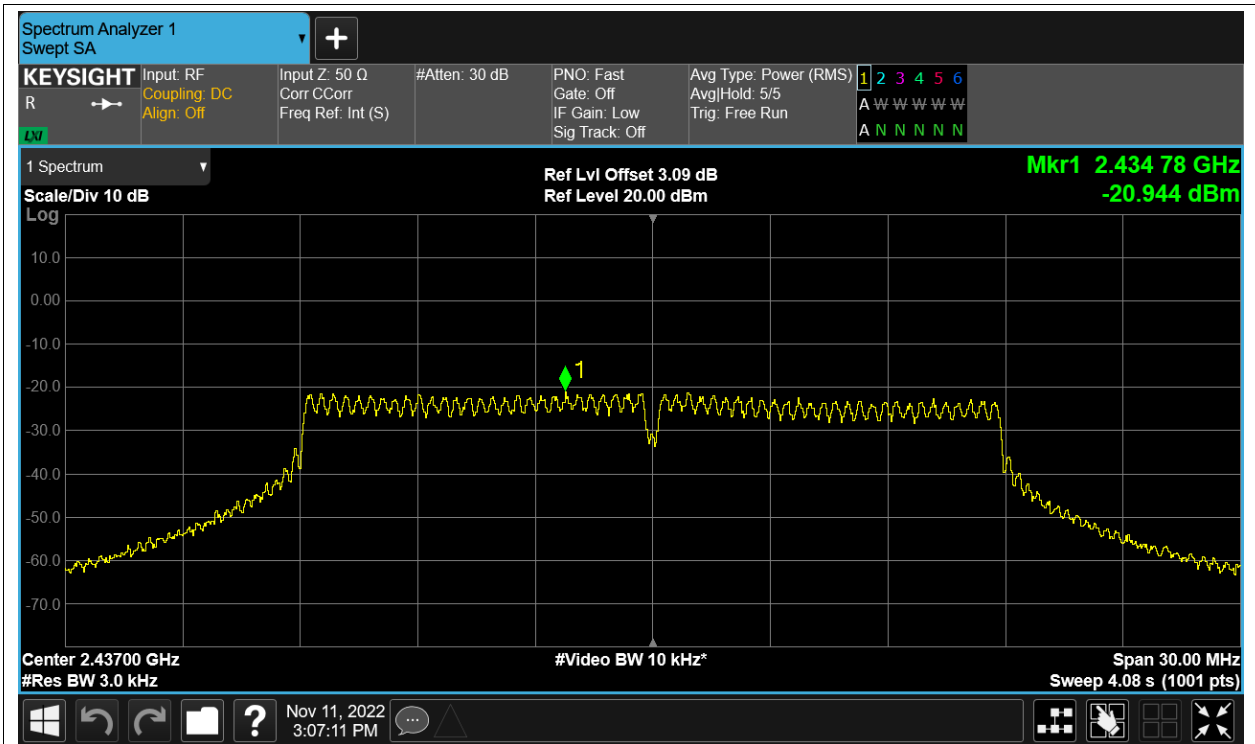 Spectrum Analyzer 1
Swept SA
KEYSIGHT
R
LXI
Input: RF
Coupling: DC
Align: Off
Input Z: 50 Ω
Corr CCorr
Freq Ref: Int (S)
#Atten: 30 dB
PNO: Fast
Gate: Off
IF Gain: Low
Sig Track: Off
Avg Type: Power (RMS)
Avg|Hold: 5/5
Trig: Free Run
1 2 3 4 5 6
A W W W W W
A N N N N N
1 Spectrum
Scale/Div 10 dB
Log
Ref Lvl Offset 3.09 dB
Ref Level 20.00 dBm
Mkr1 2.434 78 GHz
-20.944 dBm
10.0
0.00
-10.0
1
-20.0
-30.0
-40.0
-50.0
-60.0
-70.0
Center 2.43700 GHz
#Res BW 3.0 kHz
#Video BW 10 kHz*
Span 30.00 MHz
Sweep 4.08 s (1001 pts)
?
Nov 11, 2022
3:07:11 PM